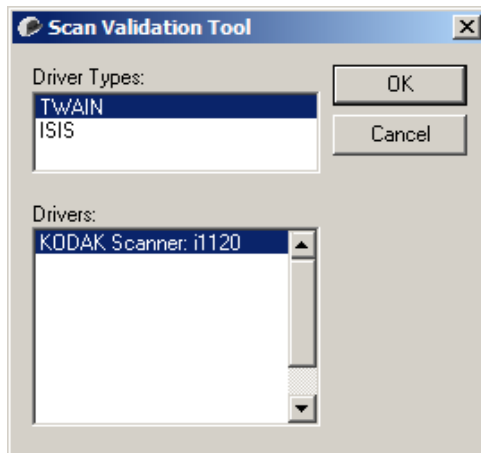 Scan Validation Tool
Driver Types:
TWAIN
ISIS
OK
Cancel
Drivers:
KODAK Scanner: i1120